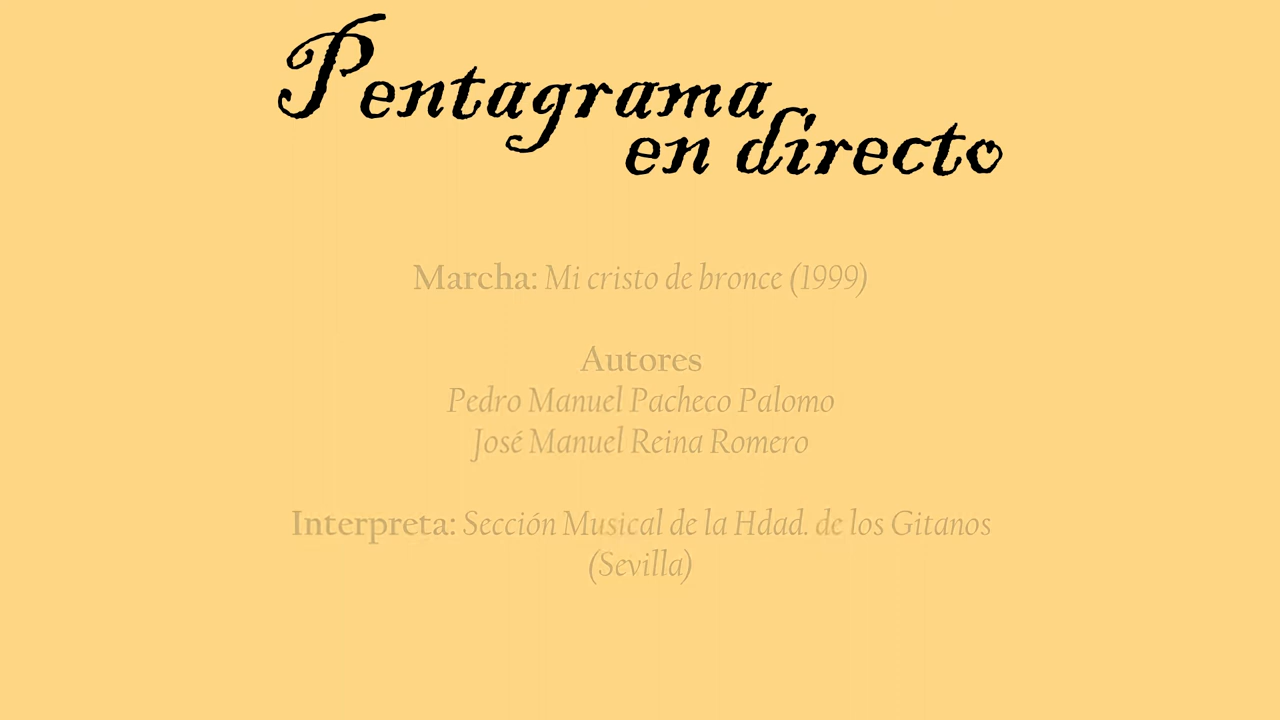 Pentagrama
en directo
Marcha: Mi cristo de bronce (1999)
Autores
Pedro Manuel Pacheco Palomo
José Manuel Reina Romero
Interpreta: Sección Musical de la Hdad. de los Gitanos
(Sevilla)